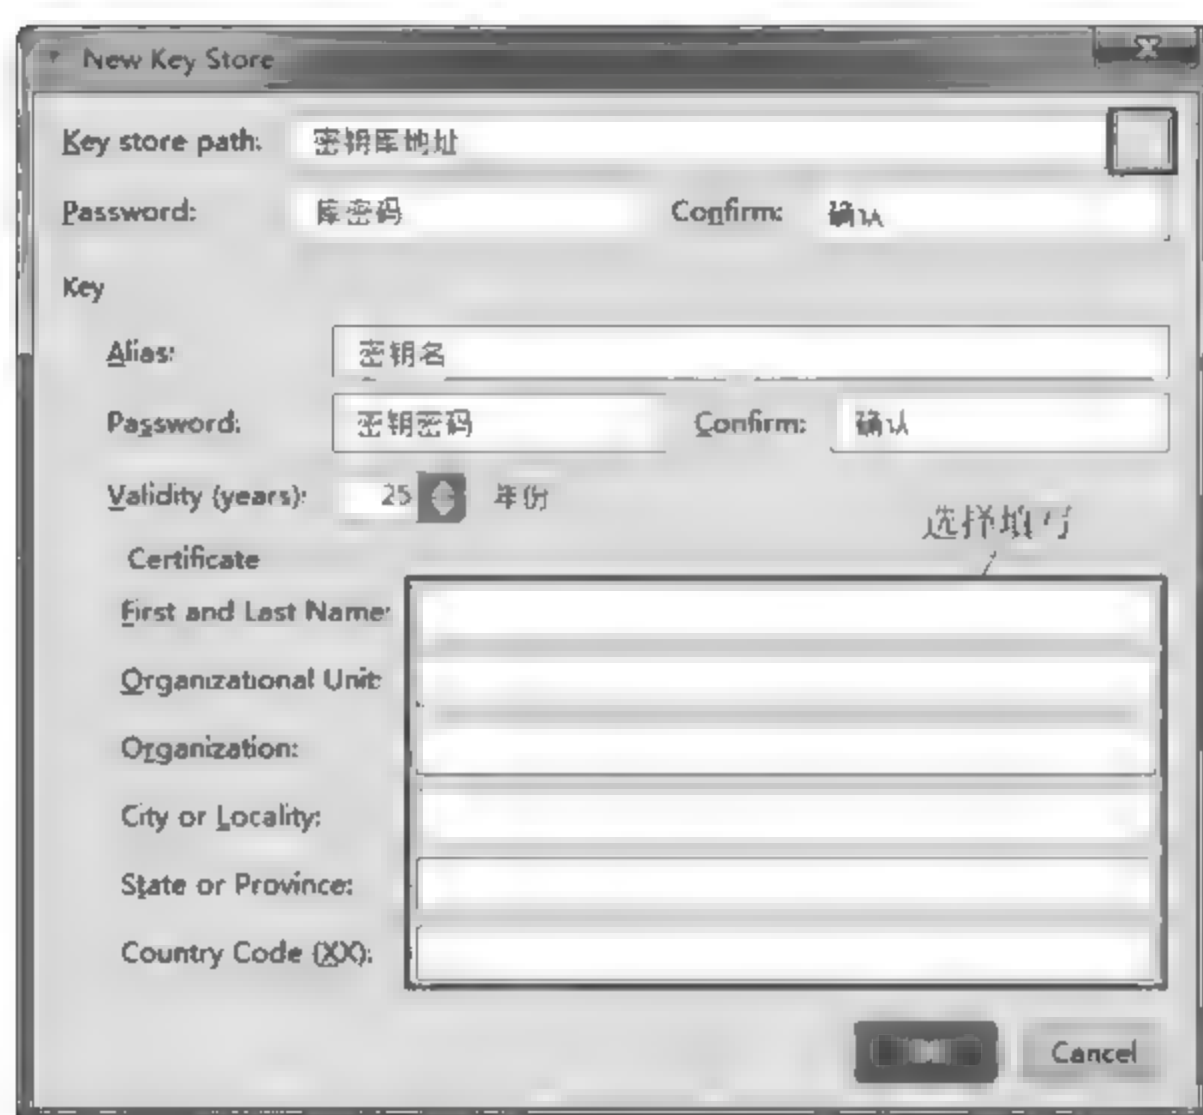 New Key Store
Key store path: 密钥库地址
Password: 库密码 Confirm: 确认
Key
Alias: 密钥名
Password: 密钥密码 Confirm: 确认
Validity (years): 25 年份
选择填写
Certificate
First and Last Name:
Organizational Unit:
Organization:
City or Locality:
State or Province:
Country Code (XX):
Cancel